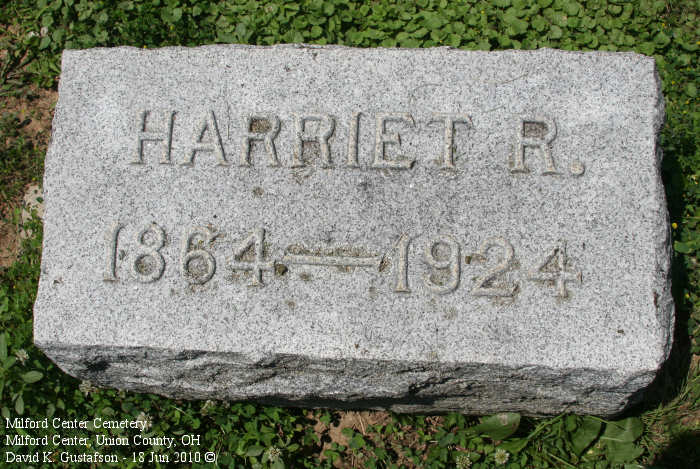 HARRIET R.
1864—1924
Milford Center Cemetery
Milford Center, Union County, OH
David K. Gustafson - 18 Jun 2010 ©